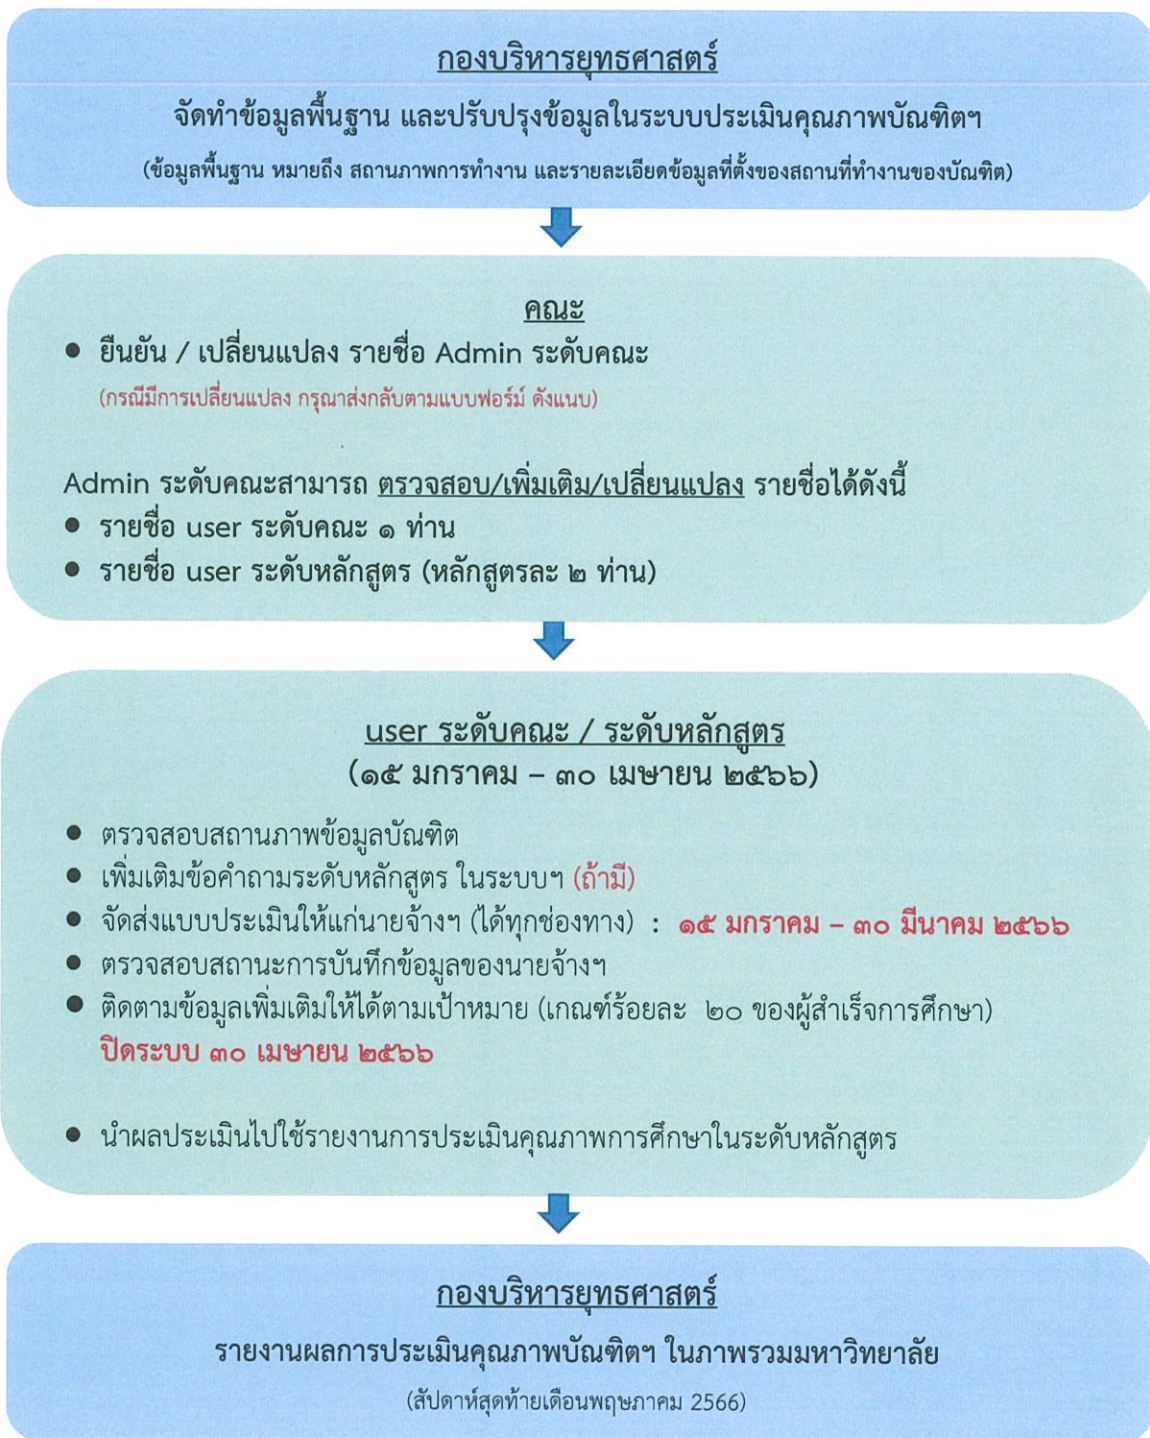 กองบริหารยุทธศาสตร์
จัดทำข้อมูลพื้นฐาน และปรับปรุงข้อมูลในระบบประเมินคุณภาพบัณฑิตฯ
(ข้อมูลพื้นฐาน หมายถึง สถานภาพการทำงาน และรายละเอียดข้อมูลที่ตั้งของสถานที่ทำงานของบัณฑิต)
คณะ
● ยืนยัน / เปลี่ยนแปลง รายชื่อ Admin ระดับคณะ
(กรณีมีการเปลี่ยนแปลง กรุณาส่งกลับตามแบบฟอร์ม์ ดังแนบ)
Admin ระดับคณะสามารถ ตรวจสอบ/เพิ่มเติม/เปลี่ยนแปลง รายชื่อได้ดังนี้
● รายชื่อ user ระดับคณะ ๑ ท่าน
● รายชื่อ user ระดับหลักสูตร (หลักสูตรละ ๒ ท่าน)
user ระดับคณะ / ระดับหลักสูตร
(๑๕ มกราคม – ๓๐ เมษายน ๒๕๖๖)
● ตรวจสอบสถานภาพข้อมูลบัณฑิต
● เพิ่มเติมข้อคำถามระดับหลักสูตร ในระบบฯ (ถ้ามี)
● จัดส่งแบบประเมินให้แก่นายจ้างฯ (ได้ทุกช่องทาง) : ๑๕ มกราคม – ๓๐ มีนาคม ๒๕๖๖
● ตรวจสอบสถานะการบันทึกข้อมูลของนายจ้างฯ
● ติดตามข้อมูลเพิ่มเติมให้ได้ตามเป้าหมาย (เกณฑ์ร้อยละ ๒๐ ของผู้สำเร็จการศึกษา)
ปิดระบบ ๓๐ เมษายน ๒๕๖๖
● นำผลประเมินไปใช้รายงานการประเมินคุณภาพการศึกษาในระดับหลักสูตร
กองบริหารยุทธศาสตร์
รายงานผลการประเมินคุณภาพบัณฑิตฯ ในภาพรวมมหาวิทยาลัย
(สัปดาห์สุดท้ายเดือนพฤษภาคม 2566)